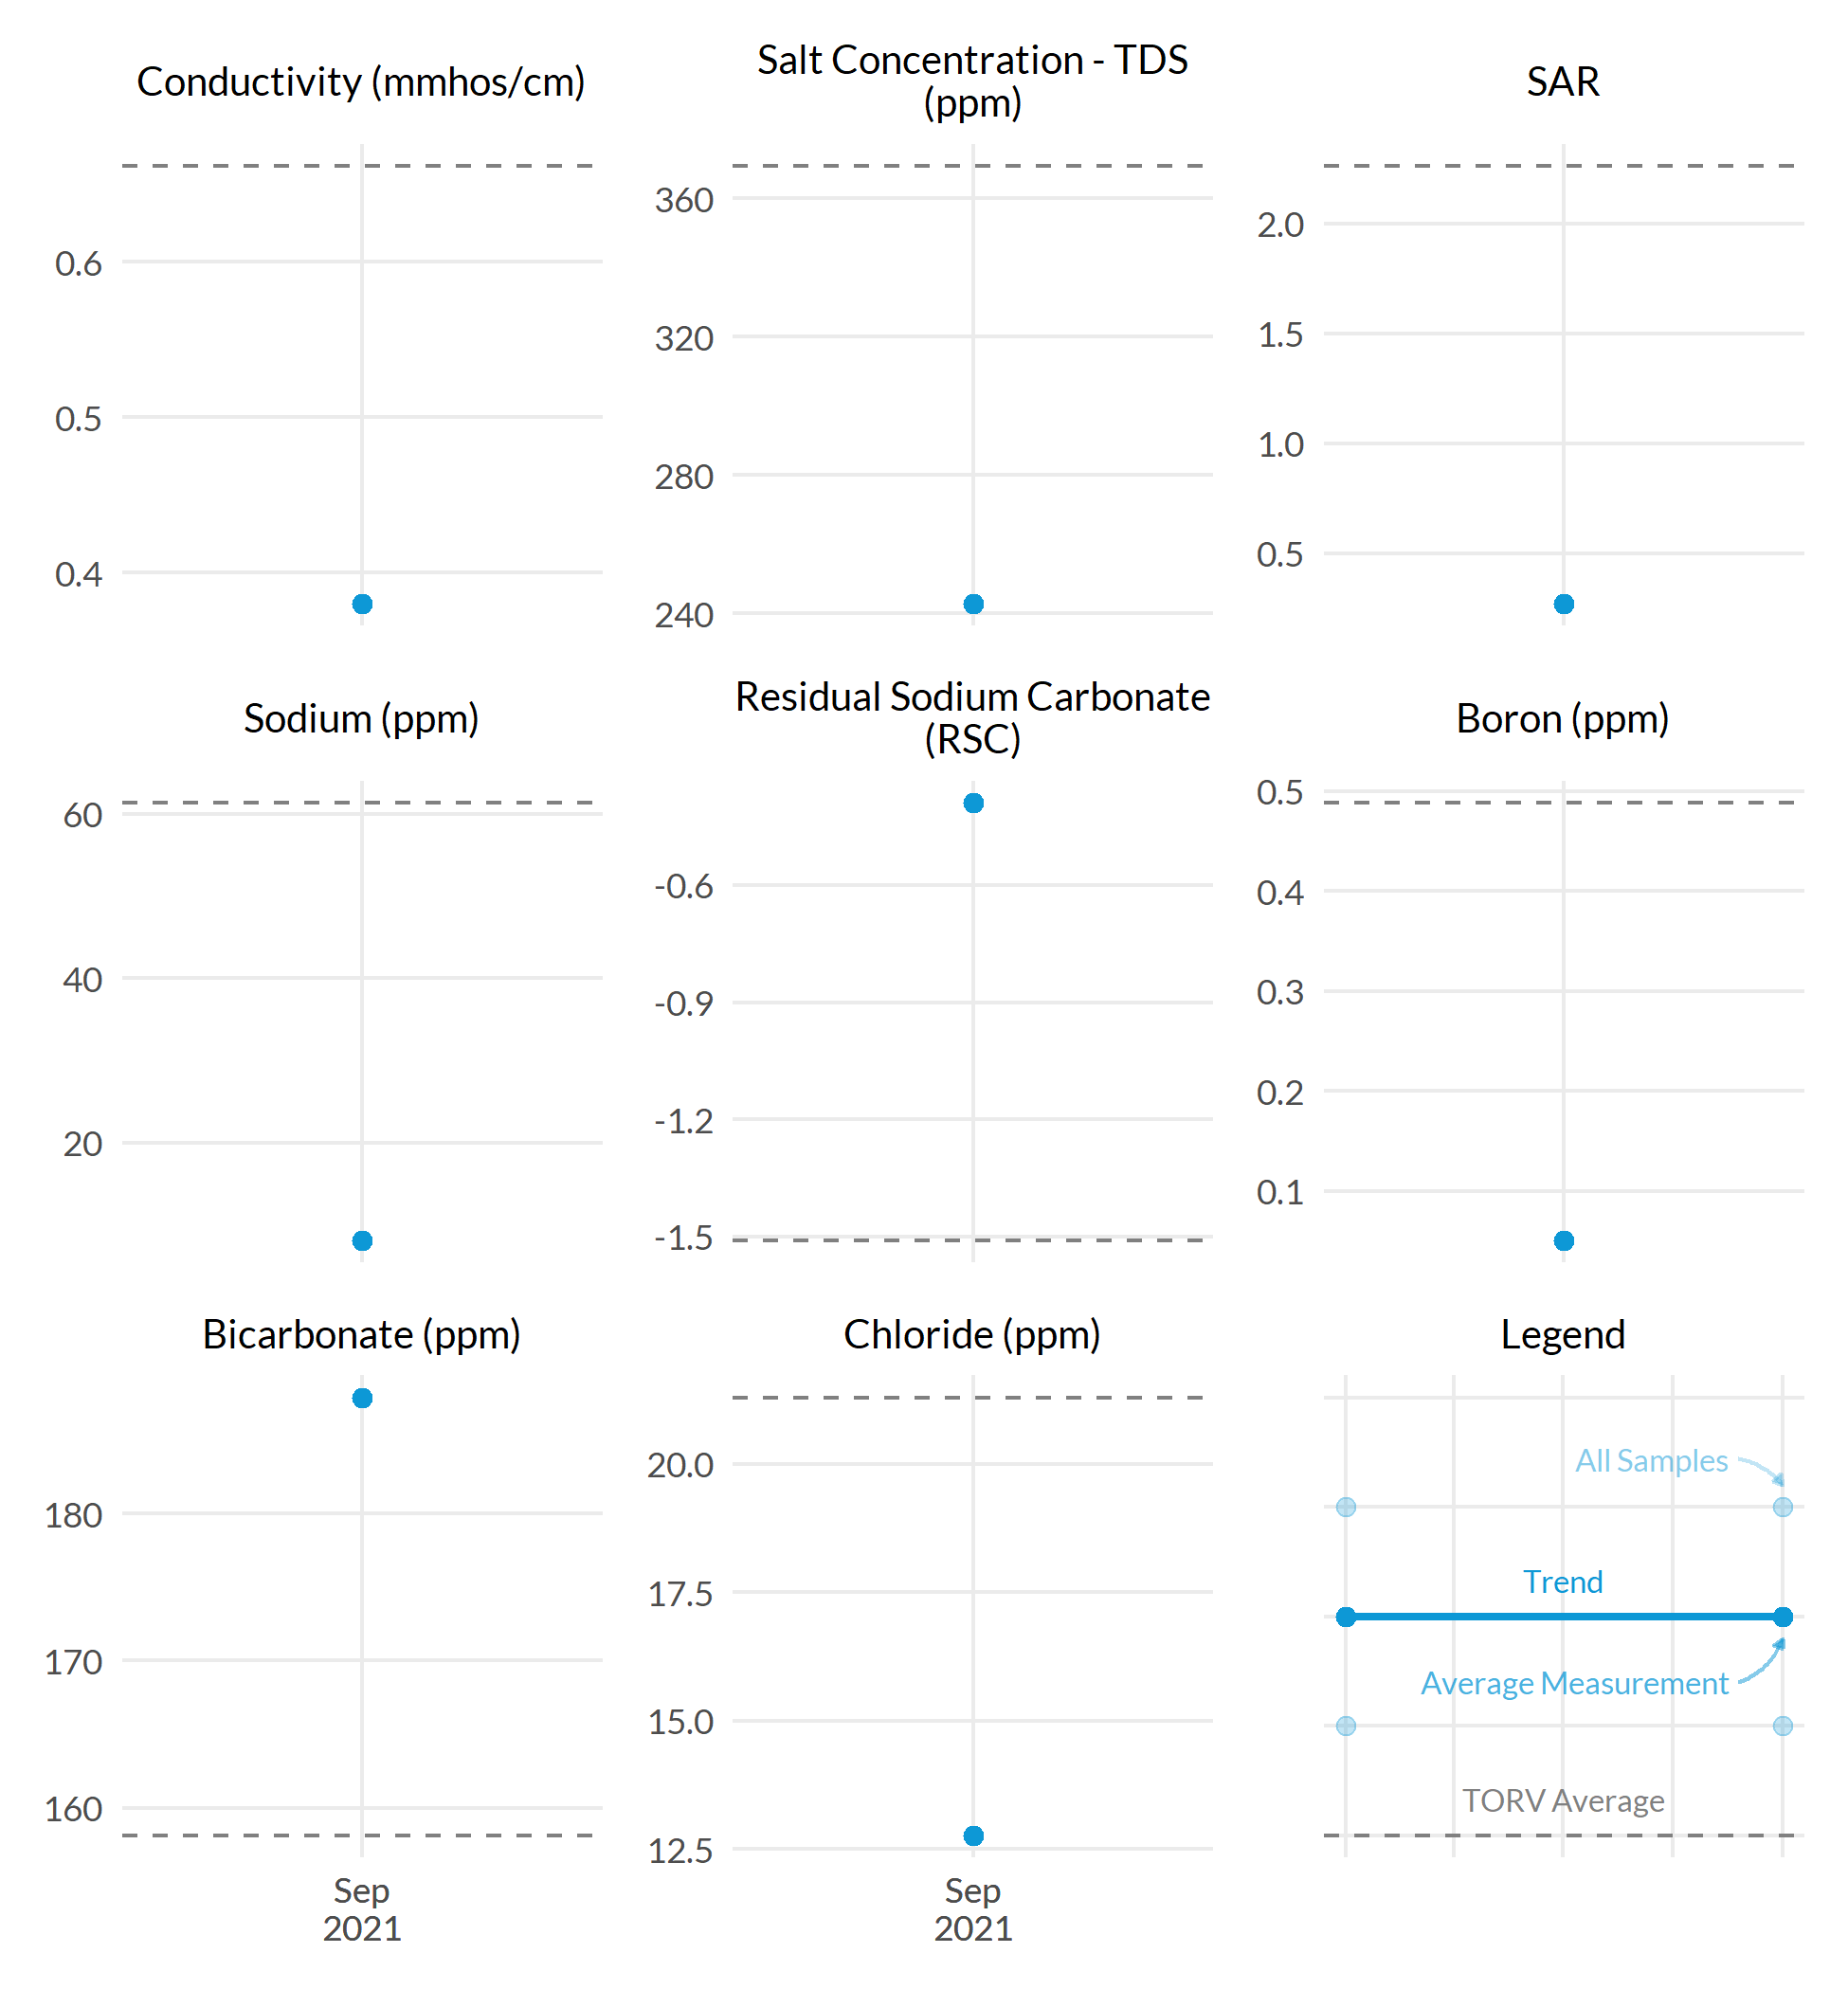 Conductivity (mmhos/cm)
0.6
0.5
0.4
Salt Concentration - TDS
(ppm)
360
320
280
240
SAR
2.0
1.5
1.0
0.5
Sodium (ppm)
60
40
20
Residual Sodium Carbonate
(RSC)
-0.6
-0.9
-1.2
-1.5
Boron (ppm)
0.5
0.4
0.3
0.2
0.1
Bicarbonate (ppm)
180
170
160
Sep
2021
Chloride (ppm)
20.0
17.5
15.0
12.5
Sep
2021
Legend
All Samples
Trend
Average Measurement
TORV Average